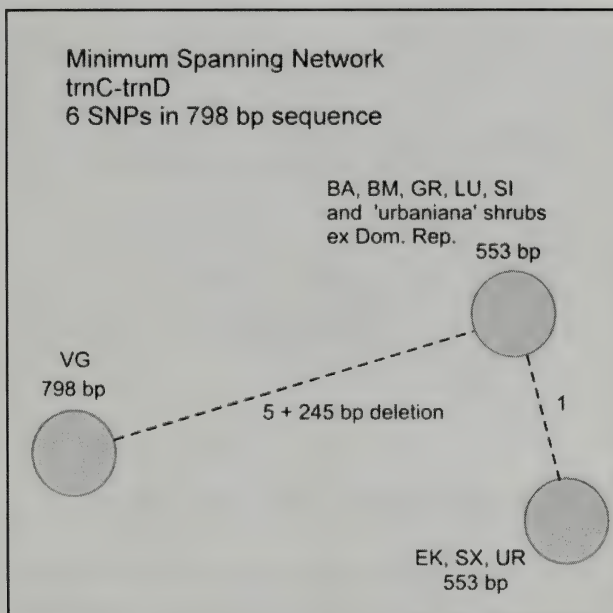 Minimum Spanning Network
trnC-trnD
6 SNPs in 798 bp sequence
BA, BM, GR, LU, SI
and 'urbaniana' shrubs
ex Dom. Rep.
553 bp
VG
798 bp
5 + 245 bp deletion
1
EK, SX, UR
553 bp